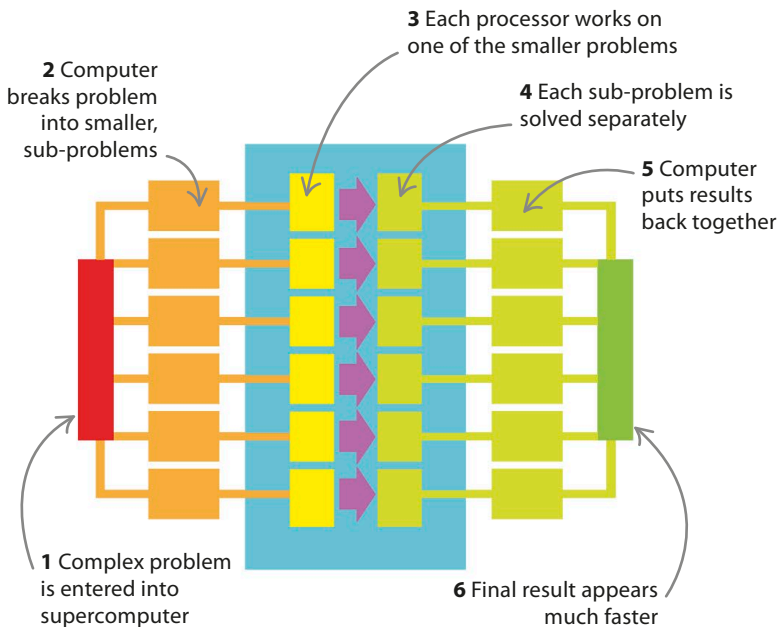 3 Each processor works on
one of the smaller problems
2 Computer
breaks problem
into smaller,
sub-problems
4 Each sub-problem is
solved separately
5 Computer
puts results
back together
1 Complex problem
is entered into
supercomputer
6 Final result appears
much faster